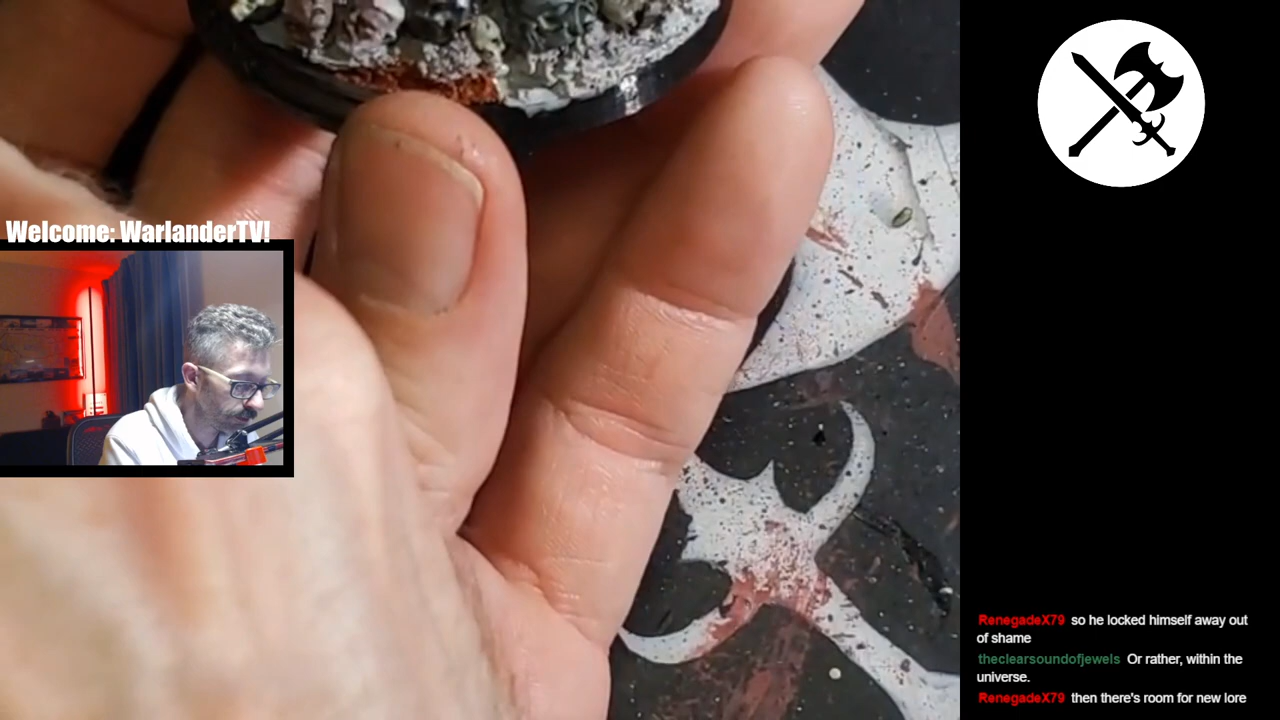 Welcome: WarlanderTV!
RenegadeX79 so he locked himself away out
of shame
theclearsoundofjewels Or rather, within the
universe.
RenegadeX79 then there's room for new lore